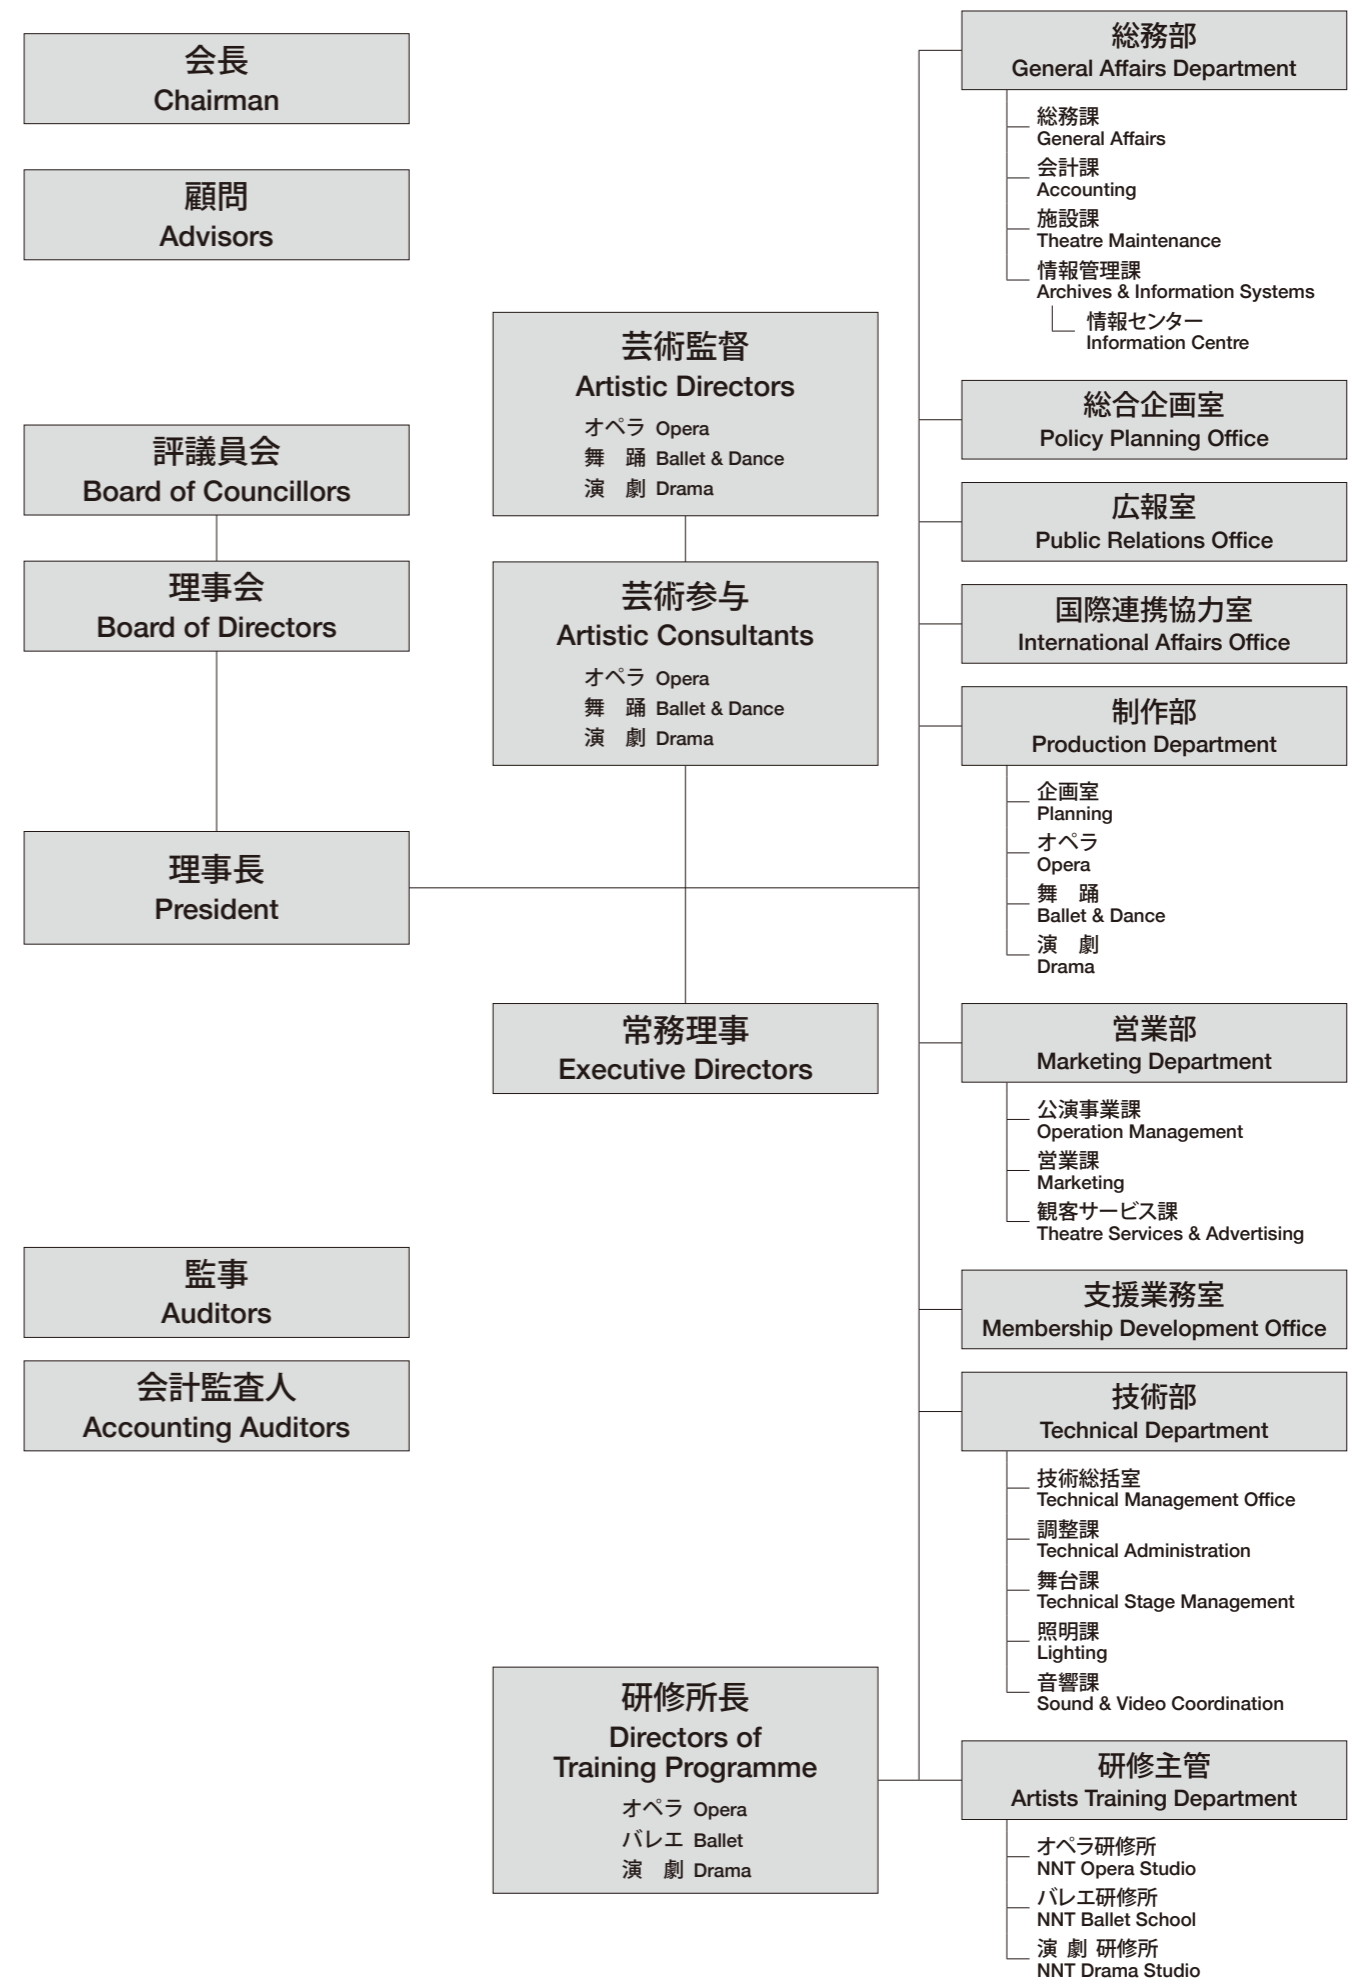 会長
Chairman
顧問
Advisors
評議員会
Board of Councillors
理事会
Board of Directors
理事長
President
監事
Auditors
会計監査人
Accounting Auditors
芸術監督
Artistic Directors
オペラ Opera
舞　踊 Ballet & Dance
演　劇 Drama
芸術参与
Artistic Consultants
オペラ Opera
舞　踊 Ballet & Dance
演　劇 Drama
常務理事
Executive Directors
研修所長
Directors of
Training Programme
オペラ Opera
バレエ Ballet
演　劇 Drama
総務部
General Affairs Department
総務課
General Affairs
会計課
Accounting
施設課
Theatre Maintenance
情報管理課
Archives & Information Systems
情報センター
Information Centre
総合企画室
Policy Planning Office
広報室
Public Relations Office
国際連携協力室
International Affairs Office
制作部
Production Department
企画室
Planning
オペラ
Opera
舞　踊
Ballet & Dance
演　劇
Drama
営業部
Marketing Department
公演事業課
Operation Management
営業課
Marketing
観客サービス課
Theatre Services & Advertising
支援業務室
Membership Development Office
技術部
Technical Department
技術総括室
Technical Management Office
調整課
Technical Administration
舞台課
Technical Stage Management
照明課
Lighting
音響課
Sound & Video Coordination
研修主管
Artists Training Department
オペラ研修所
NNT Opera Studio
バレエ研修所
NNT Ballet School
演 劇 研修所
NNT Drama Studio